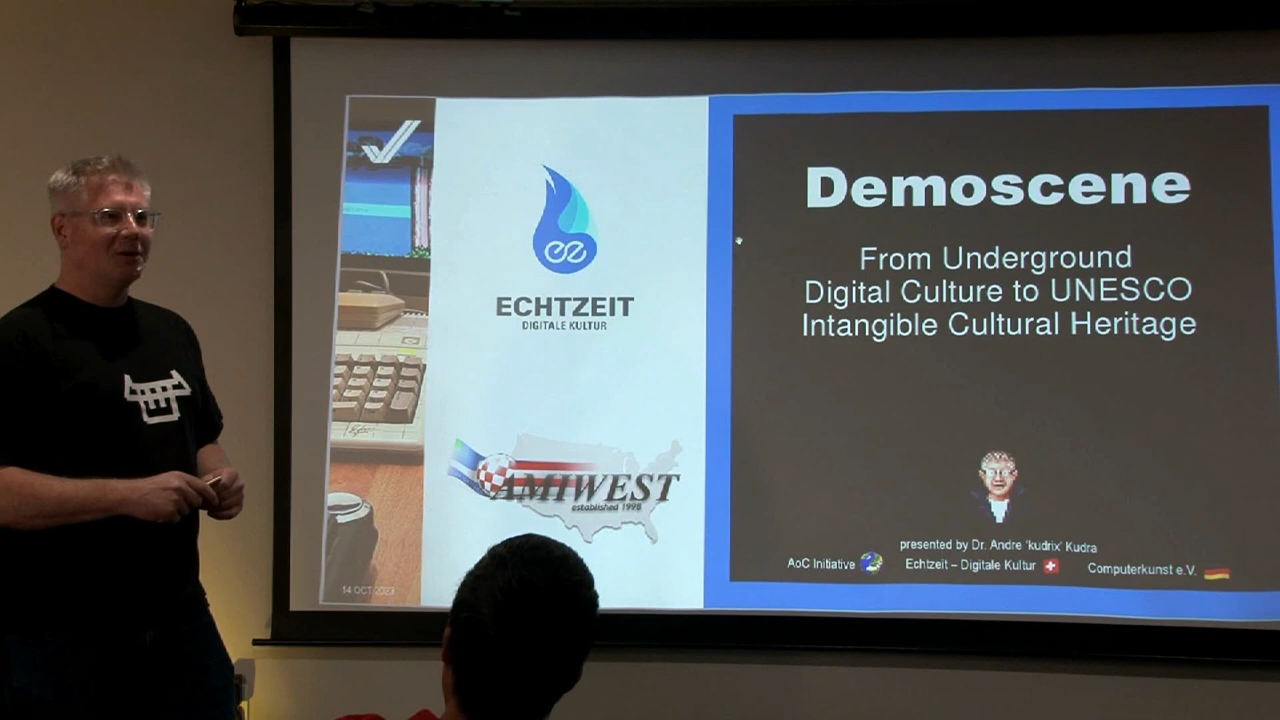 ECHTZEIT
DIGITALE KULTUR
AMIWEST
established 1998
14 OCT 2023
Demoscene
From Underground
Digital Culture to UNESCO
Intangible Cultural Heritage
presented by Dr. Andre 'kudrix' Kudra
AoC Initiative
Echtzeit – Digitale Kultur
Computerkunst e.V.